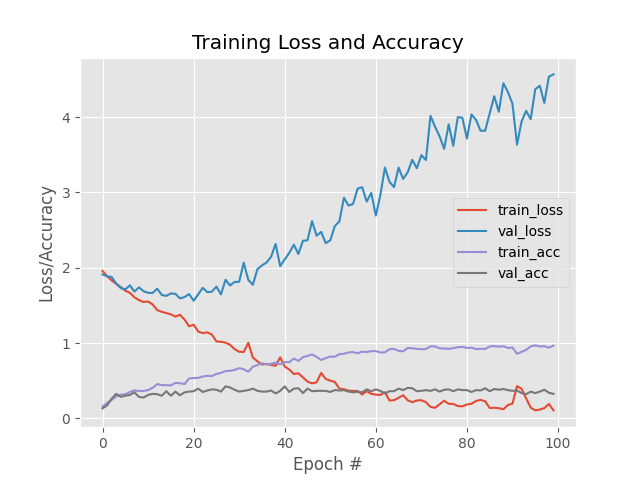 Training Loss and Accuracy
Loss/Accuracy
4
3
2
1
0
train_loss
val_loss
train_acc
val_acc
0 20 40 60 80 100
Epoch #